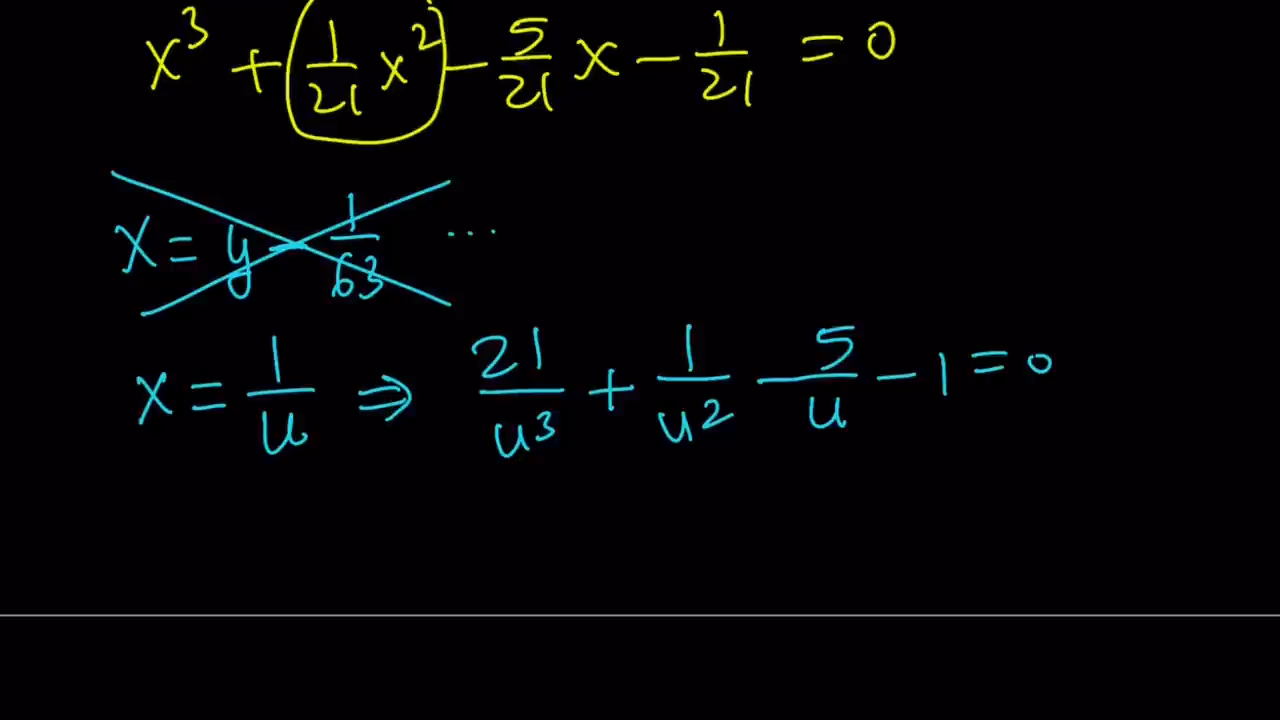 x³ + (1/21 x²) - 5/21 x - 1/21 = 0
x = y - 1/63 ...
x = 1/u ⇒ 21/u³ + 1/u² - 5/u - 1 = 0